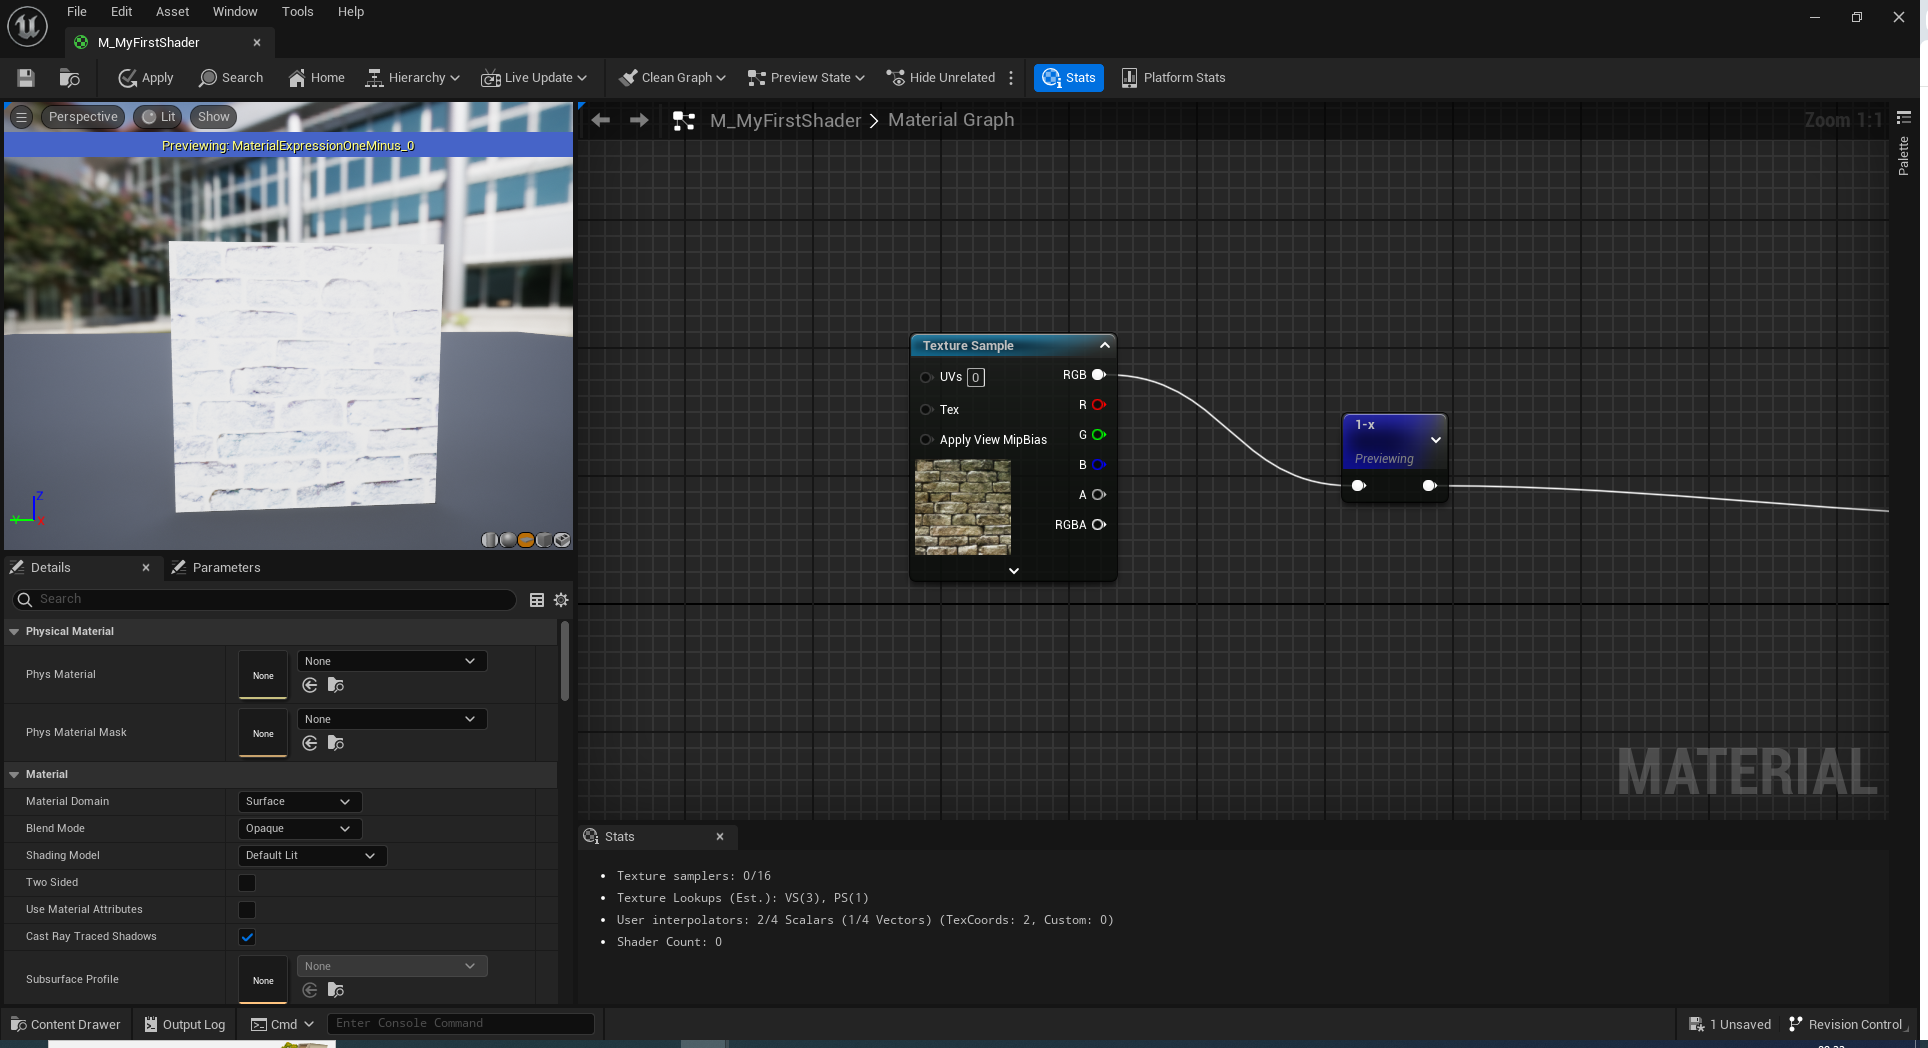 File Edit Asset Window Tools Help
M_MyFirstShader
Apply Search Home Hierarchy Live Update Clean Graph Preview State Hide Unrelated Stats Platform Stats
Perspective Lit Show
Previewing: MaterialExpressionOneMinus_0
Z
Y
X
M_MyFirstShader > Material Graph
Zoom 1:1
Palette
Texture Sample
UVs 0 RGB
R
Tex
G
Apply View MipBias
B
A
RGBA
1-x
Previewing
MATERIAL
Details Parameters
Search
Physical Material
Phys Material None None
Phys Material Mask None None
Material
Material Domain Surface
Blend Mode Opaque
Shading Model Default Lit
Two Sided
Use Material Attributes
Cast Ray Traced Shadows
Subsurface Profile None None
Stats
• Texture samplers: 0/16
• Texture Lookups (Est.): VS(3), PS(1)
• User interpolators: 2/4 Scalars (1/4 Vectors) (TexCoords: 2, Custom: 0)
• Shader Count: 0
Content Drawer Output Log Cmd Enter Console Command 1 Unsaved Revision Control